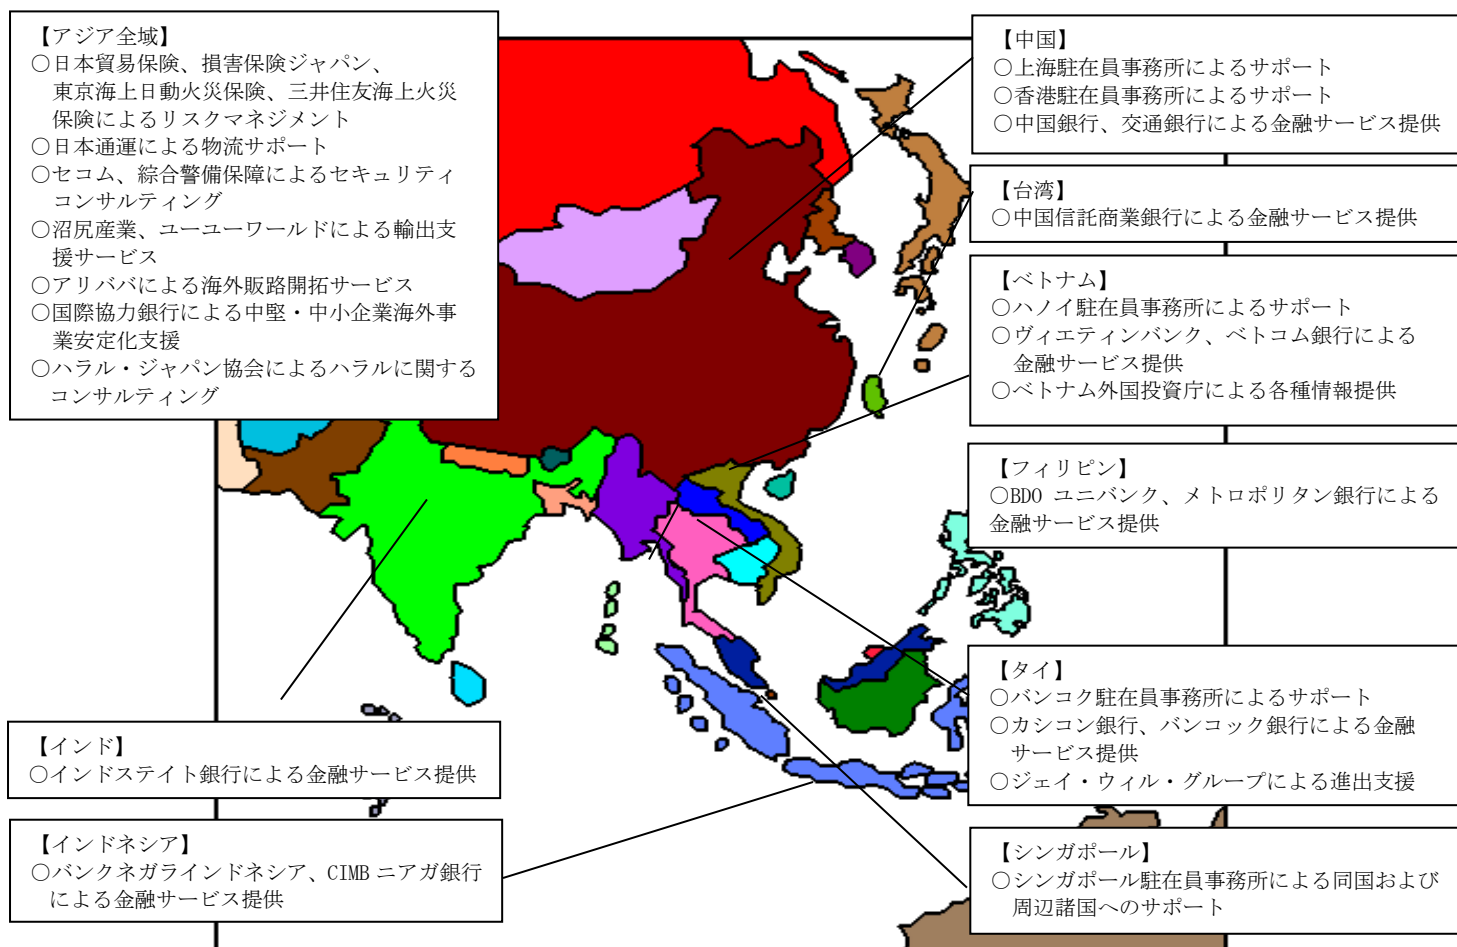 【アジア全域】
○日本貿易保険、損害保険ジャパン、
東京海上日動火災保険、三井住友海上火災
保険によるリスクマネジメント
○日本通運による物流サポート
○セコム、綜合警備保障によるセキュリティ
コンサルティング
○沼尻産業、ユーユーワールドによる輸出支
援サービス
○アリババによる海外販路開拓サービス
○国際協力銀行による中堅・中小企業海外事
業安定化支援
○ハラル・ジャパン協会によるハラルに関する
コンサルティング
【インド】
○インドステイト銀行による金融サービス提供
【インドネシア】
○バンクネガラインドネシア、CIMB ニアガ銀行
による金融サービス提供
【中国】
○上海駐在員事務所によるサポート
○香港駐在員事務所によるサポート
○中国銀行、交通銀行による金融サービス提供
【台湾】
○中国信託商業銀行による金融サービス提供
【ベトナム】
○ハノイ駐在員事務所によるサポート
○ヴィエティンバンク、ベトコム銀行による
金融サービス提供
○ベトナム外国投資庁による各種情報提供
【フィリピン】
○BDO ユニバンク、メトロポリタン銀行による
金融サービス提供
【タイ】
○バンコク駐在員事務所によるサポート
○カシコン銀行、バンコック銀行による金融
サービス提供
○ジェイ・ウィル・グループによる進出支援
【シンガポール】
○シンガポール駐在員事務所による同国および
周辺諸国へのサポート